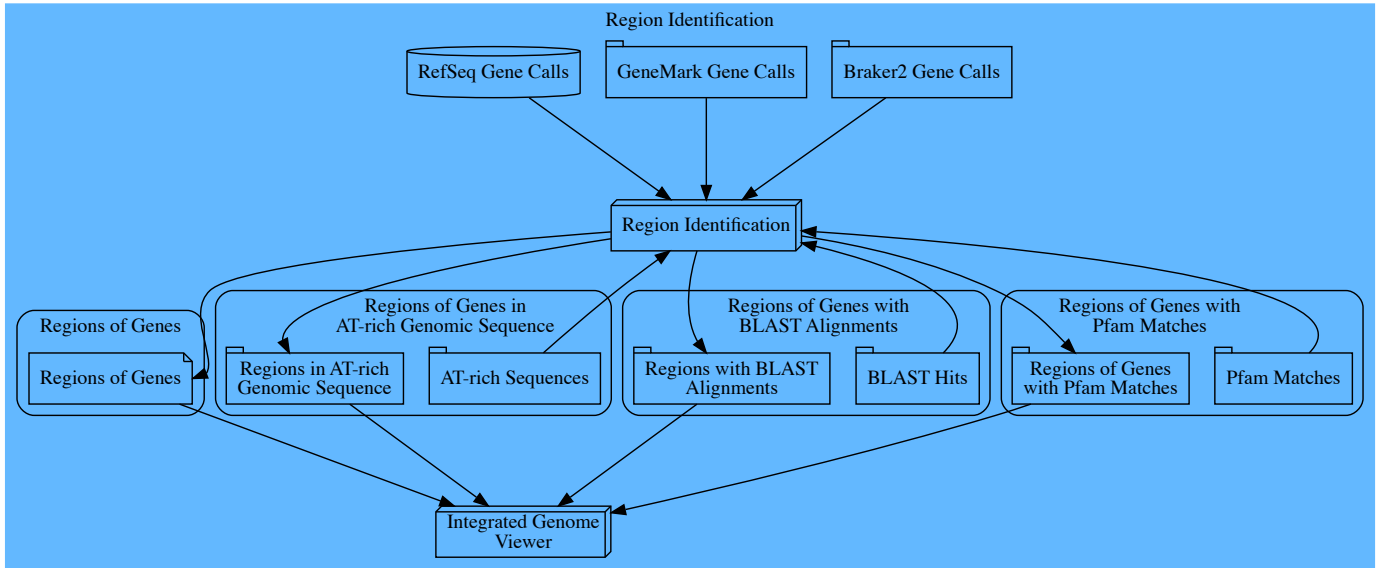 Region Identification
RefSeq Gene Calls
GeneMark Gene Calls
Braker2 Gene Calls
Region Identification
Regions of Genes
Regions of Genes
Regions of Genes in
AT-rich Genomic Sequence
Regions in AT-rich
Genomic Sequence
AT-rich Sequences
Regions of Genes with
BLAST Alignments
Regions with BLAST
Alignments
BLAST Hits
Regions of Genes with
Pfam Matches
Regions of Genes
with Pfam Matches
Pfam Matches
Integrated Genome
Viewer